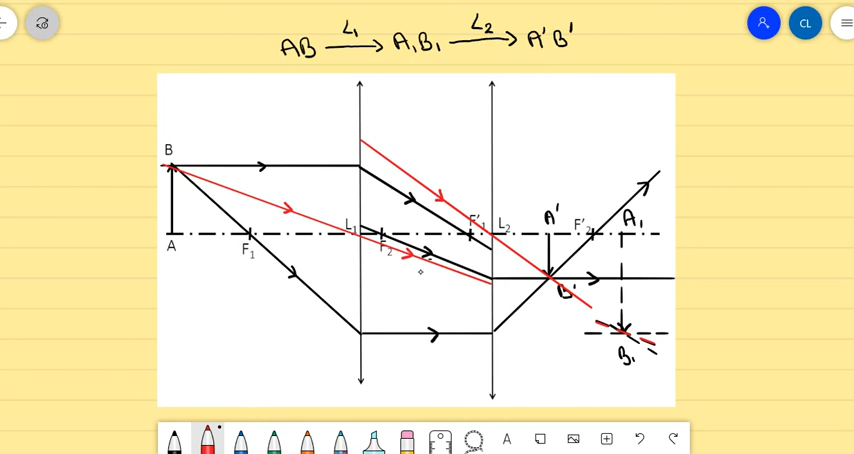 AB —L₁→ A₁B₁ —L₂→ A'B'
CL
B
L₁ F'₁ L₂ A' F'₂ A₁
A F₁ F₂
B'
B₁
A